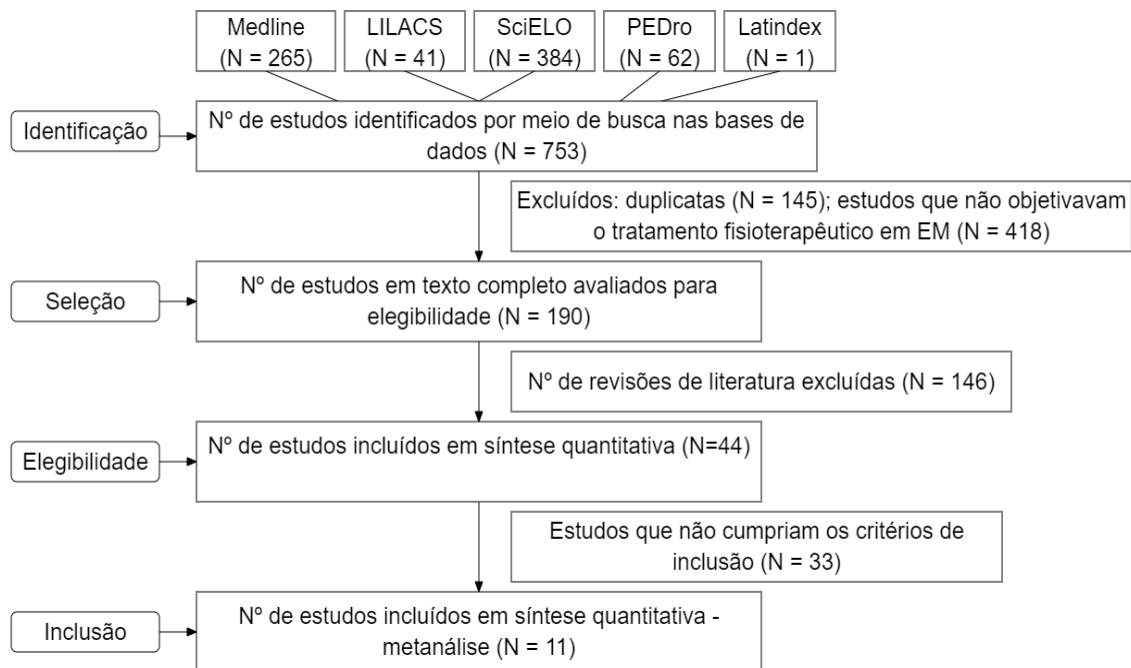 Medline
(N = 265)
LILACS
(N = 41)
SciELO
(N = 384)
PEDro
(N = 62)
Latindex
(N = 1)
Identificação
Nº de estudos identificados por meio de busca nas bases de
dados (N = 753)
Excluídos: duplicatas (N = 145); estudos que não objetivavam
o tratamento fisioterapêutico em EM (N = 418)
Seleção
Nº de estudos em texto completo avaliados para
elegibilidade (N = 190)
Nº de revisões de literatura excluídas (N = 146)
Elegibilidade
Nº de estudos incluídos em síntese quantitativa (N=44)
Estudos que não cumpriam os critérios de
inclusão (N = 33)
Inclusão
Nº de estudos incluídos em síntese quantitativa -
metanálise (N = 11)